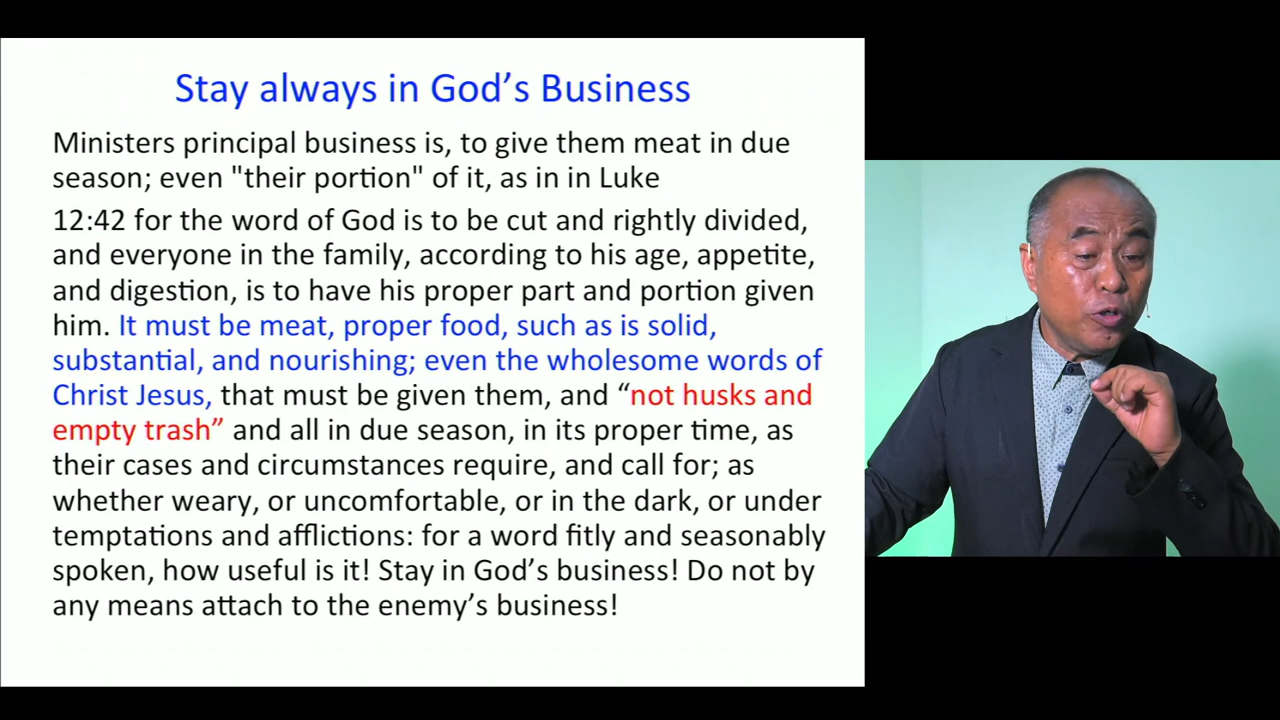 Stay always in God’s Business
Ministers principal business is, to give them meat in due
season; even "their portion" of it, as in in Luke
12:42 for the word of God is to be cut and rightly divided,
and everyone in the family, according to his age, appetite,
and digestion, is to have his proper part and portion given
him. It must be meat, proper food, such as is solid,
substantial, and nourishing; even the wholesome words of
Christ Jesus, that must be given them, and “not husks and
empty trash” and all in due season, in its proper time, as
their cases and circumstances require, and call for; as
whether weary, or uncomfortable, or in the dark, or under
temptations and afflictions: for a word fitly and seasonably
spoken, how useful is it! Stay in God’s business! Do not by
any means attach to the enemy’s business!